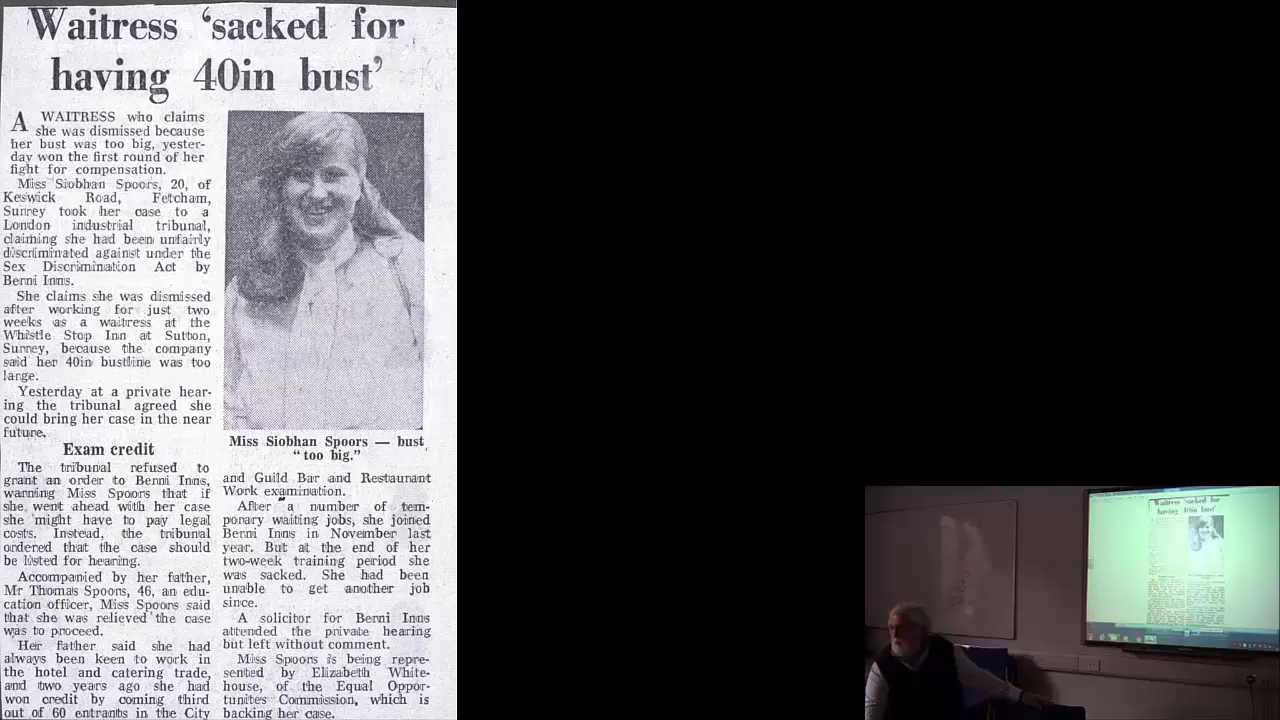 Waitress ‘sacked for
having 40in bust’
A WAITRESS who claims
she was dismissed because
her bust was too big, yester-
day won the first round of her
fight for compensation.
Miss Siobhan Spoors, 20, of
Keswick Road, Fetcham,
Surrey took her case to a
London industrial tribunal,
claiming she had been unfairly
discriminated against under the
Sex Discrimination Act by
Berni Inns.
She claims she was dismissed
after working for just two
weeks as a waitress at the
Whistle Stop Inn at Sutton,
Surrey, because the company
said her 40in bustline was too
large.
Yesterday at a private hear-
ing the tribunal agreed she
could bring her case in the near
future.
Exam credit
The tribunal refused to
grant an order to Berni Inns,
warning Miss Spoors that if
she went ahead with her case
she might have to pay legal
costs. Instead, the tribunal
ordered that the case should
be listed for hearing.
Accompanied by her father,
Mr Thomas Spoors, 46, an edu-
cation officer, Miss Spoors said
that she was relieved the case
was to proceed.
Her father said she had
always been keen to work in
the hotel and catering trade,
and two years ago she had
won credit by coming third
out of 60 entrants in the City
Miss Siobhan Spoors — bust
“too big.”
and Guild Bar and Restaurant
Work examination.
After a number of tem-
porary waiting jobs, she joined
Berni Inns in November last
year. But at the end of her
two-week training period she
was sacked. She had been
unable to get another job
since.
A solicitor for Berni Inns
attended the private hearing
but left without comment.
Miss Spoors is being repre-
sented by Elizabeth White-
house, of the Equal Oppor-
tunites Commission, which is
backing her case.
Waitress ‘sacked for
having 40in bust’